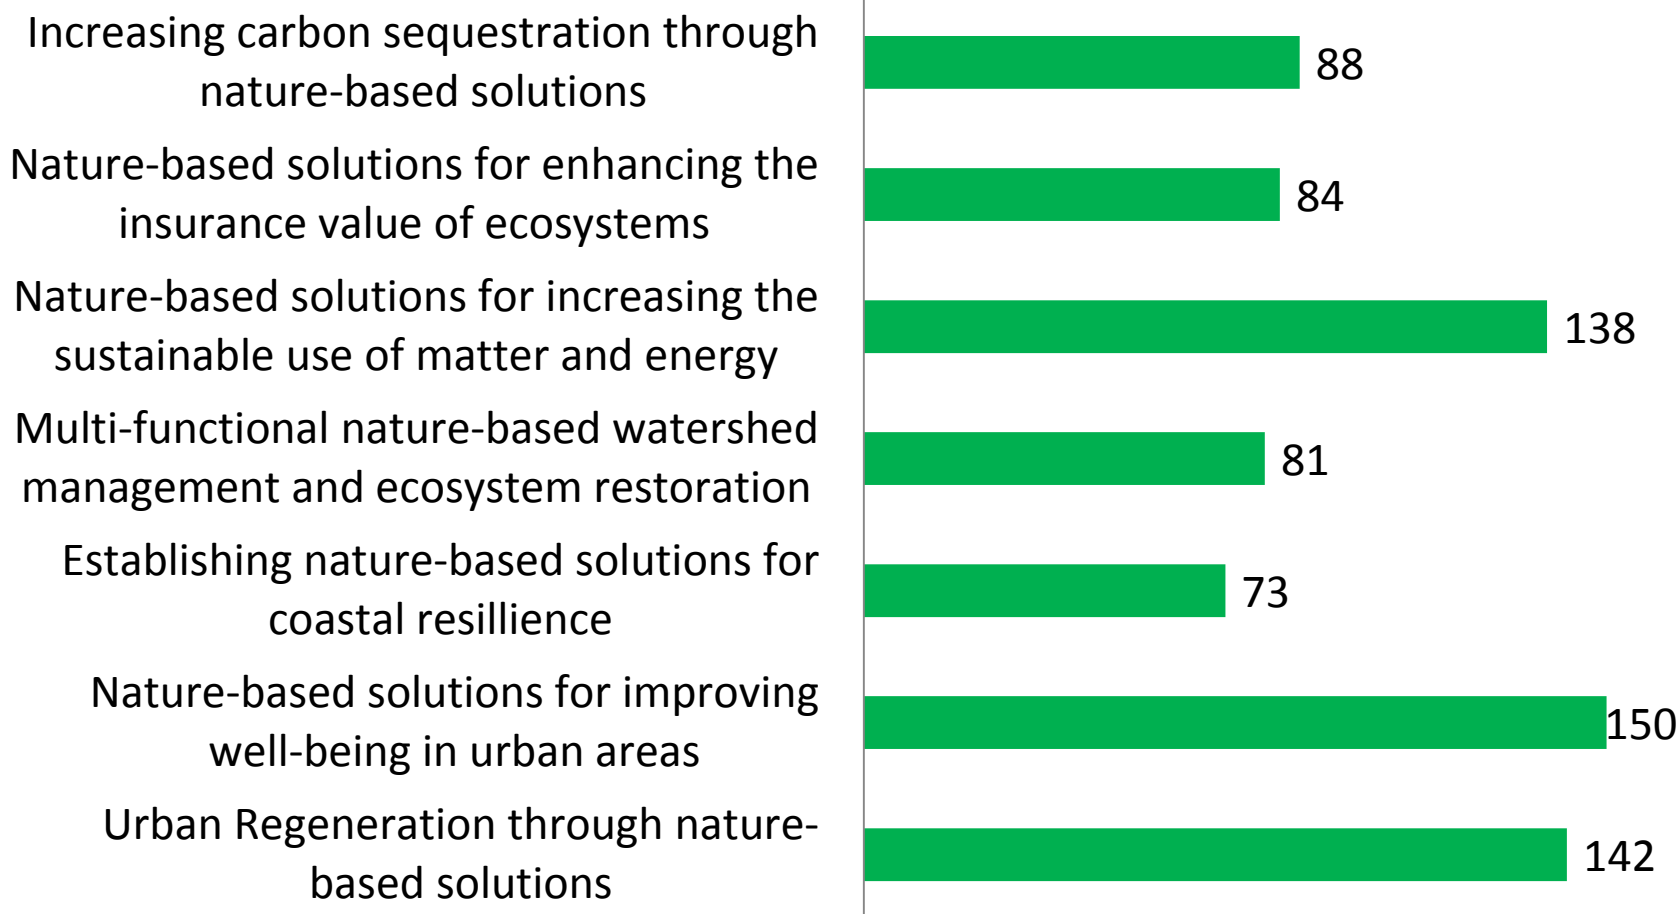 Increasing carbon sequestration through
nature-based solutions
88
Nature-based solutions for enhancing the
insurance value of ecosystems
84
Nature-based solutions for increasing the
sustainable use of matter and energy
138
Multi-functional nature-based watershed
management and ecosystem restoration
81
Establishing nature-based solutions for
coastal resillience
73
Nature-based solutions for improving
well-being in urban areas
150
Urban Regeneration through nature-
based solutions
142